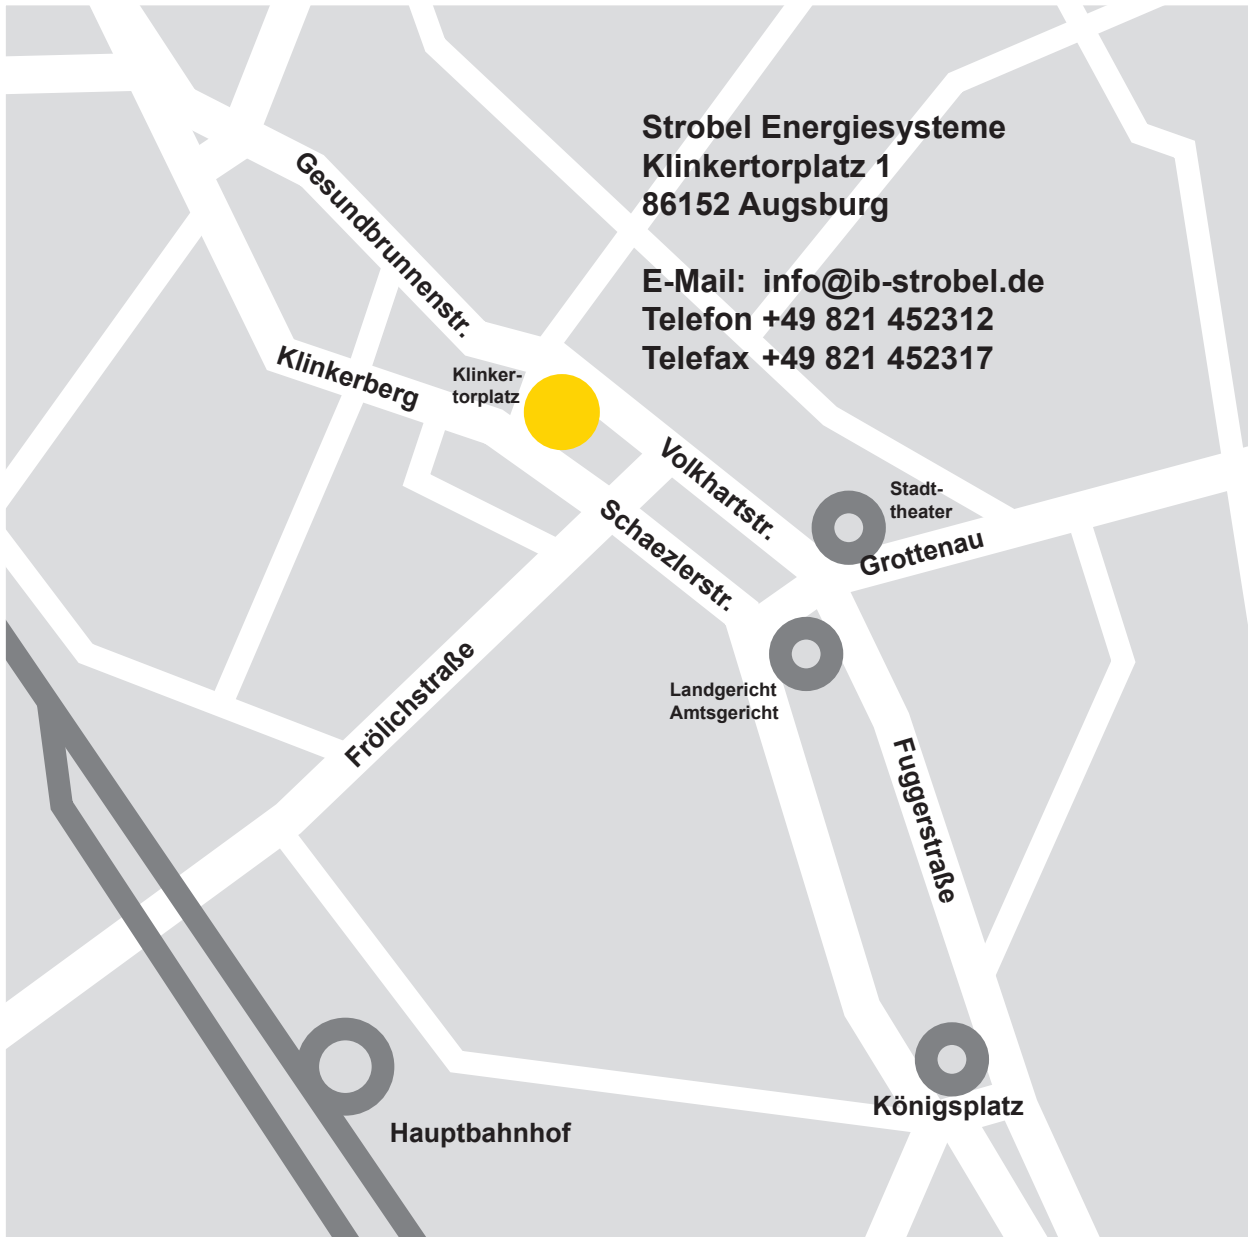 Strobel Energiesysteme
Klinkertorplatz 1
86152 Augsburg
E-Mail: info@ib-strobel.de
Telefon +49 821 452312
Telefax +49 821 452317
Gesundbrunnenstr.
Klinkerberg
Klinker-
torplatz
Volkhartstr.
Schaezlerstr.
Stadt-
theater
Grottenau
Frölichstraße
Landgericht
Amtsgericht
Fuggerstraße
Königsplatz
Hauptbahnhof